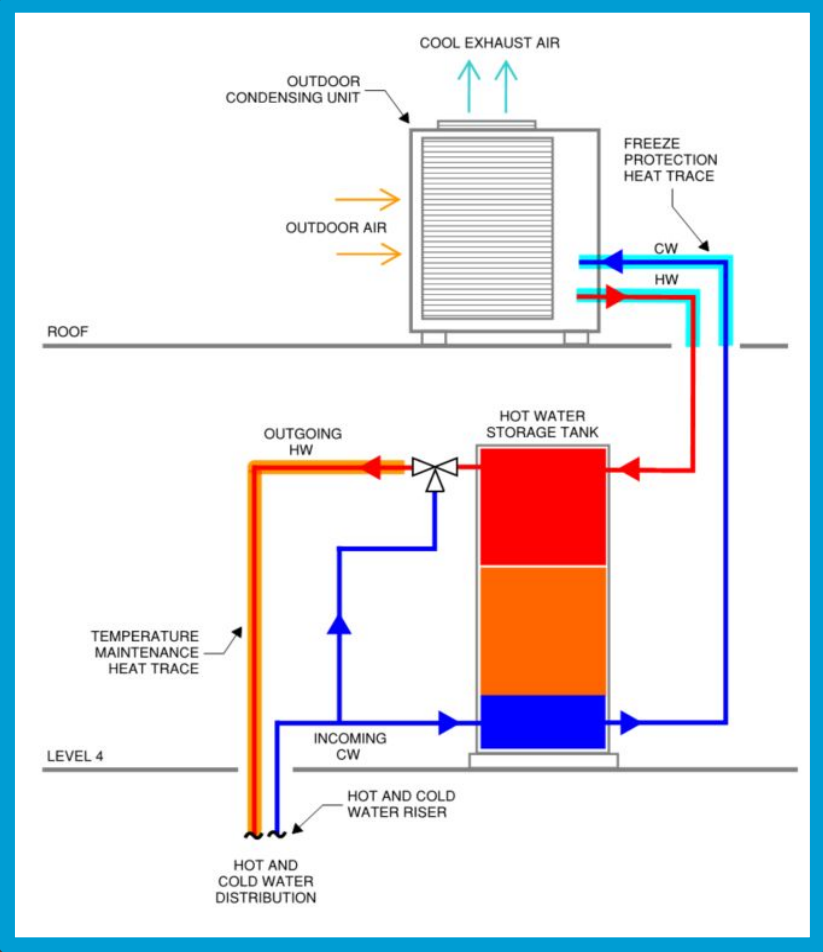 COOL EXHAUST AIR
OUTDOOR
CONDENSING UNIT
FREEZE
PROTECTION
HEAT TRACE
OUTDOOR AIR
CW
HW
ROOF
HOT WATER
STORAGE TANK
OUTGOING
HW
TEMPERATURE
MAINTENANCE
HEAT TRACE
INCOMING
CW
LEVEL 4
HOT AND COLD
WATER RISER
HOT AND
COLD WATER
DISTRIBUTION